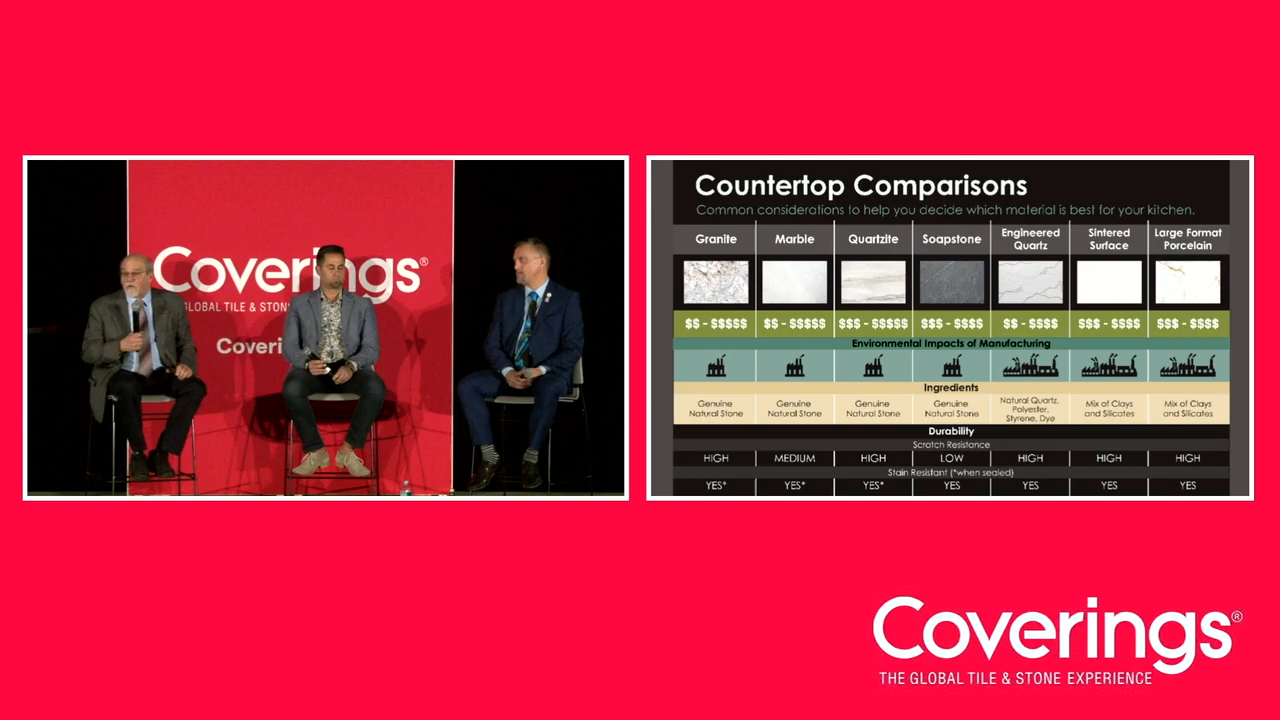 Coverings®
GLOBAL TILE & STONE
Coveri
Countertop Comparisons
Common considerations to help you decide which material is best for your kitchen.
Granite Marble Quartzite Soapstone Engineered Quartz Sintered Surface Large Format Porcelain
$$ - $$$$$ $$ - $$$$$ $$$ - $$$$$ $$$ - $$$$ $$ - $$$$ $$$ - $$$$ $$$ - $$$$
Environmental Impacts of Manufacturing
Ingredients
Genuine Natural Stone Genuine Natural Stone Genuine Natural Stone Genuine Natural Stone Natural Quartz, Polyester, Styrene, Dye Mix of Clays and Silicates Mix of Clays and Silicates
Durability
Scratch Resistance
HIGH MEDIUM HIGH LOW HIGH HIGH HIGH
Stain Resistant (*when sealed)
YES* YES* YES* YES YES YES YES
Coverings®
THE GLOBAL TILE & STONE EXPERIENCE